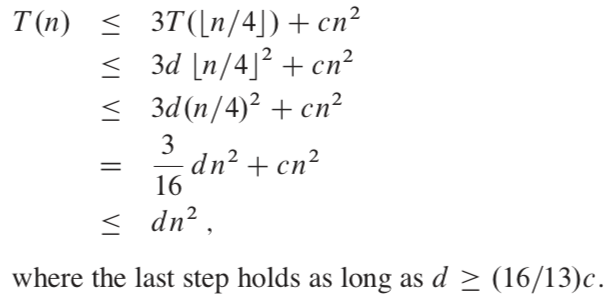 T(n) ≤ 3T(⌊n/4⌋) + cn²
≤ 3d ⌊n/4⌋² + cn²
≤ 3d(n/4)² + cn²
= 3/16 dn² + cn²
≤ dn² ,
where the last step holds as long as d ≥ (16/13)c.